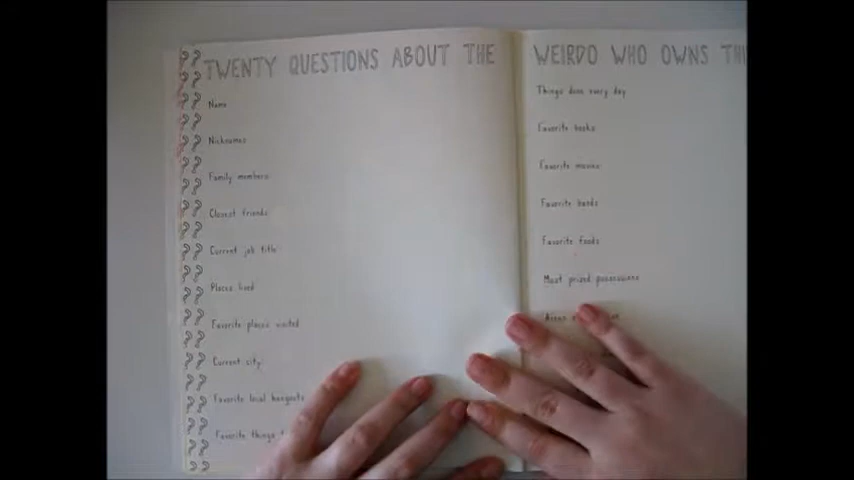 TWENTY QUESTIONS ABOUT THE
Name
Nicknames
Family members
Closest friends
Current job title
Places lived
Favorite places visited
Current city
Favorite local hangouts
Favorite things
WEIRDO WHO OWNS
Things done every day
Favorite books
Favorite movies
Favorite bands
Favorite foods
Most prized possessions